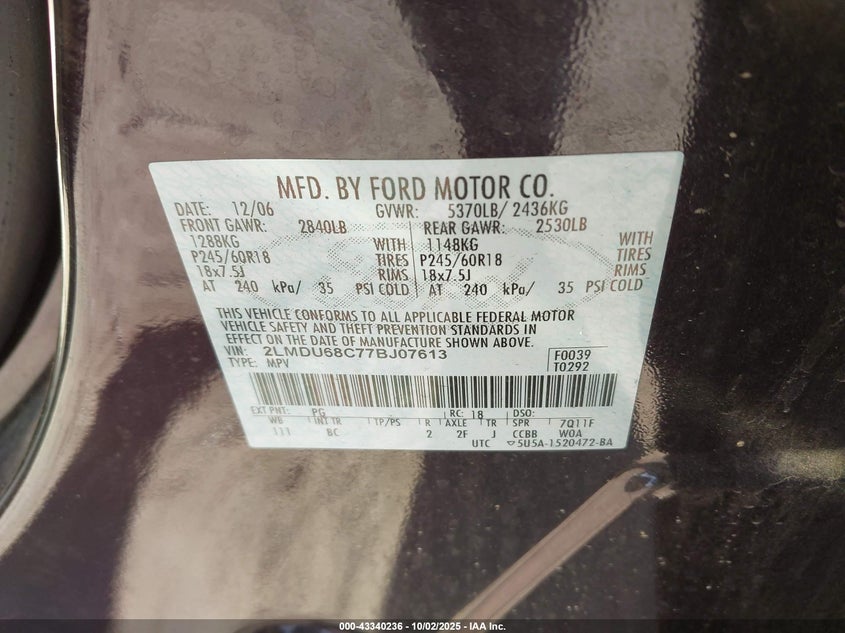 MFD. BY FORD MOTOR CO.
DATE: 12/06 GVWR: 5370LB/ 2436KG
FRONT GAWR: 2840LB REAR GAWR: 2530LB
1288KG WITH 1148KG WITH
P245/60R18 TIRES P245/60R18 TIRES
18x7.5J RIMS 18x7.5J RIMS
AT 240 kPa/ 35 PSI COLD AT 240 kPa/ 35 PSI COLD
THIS VEHICLE CONFORMS TO ALL APPLICABLE FEDERAL MOTOR
VEHICLE SAFETY AND THEFT PREVENTION STANDARDS IN
EFFECT ON THE DATE OF MANUFACTURE SHOWN ABOVE.
VIN: 2LMDU68C77BJ07613 F0039
TYPE: MPV T0292
EXT PNT: PG RC: 18 DSO:
WB INT TR TP/PS R AXLE TR SPR 7Q11F
111 BC 2 2F J CCBB W0A
UTC 5U5A-1520472-BA
000-43340236 - 10/02/2025 - IAA Inc.